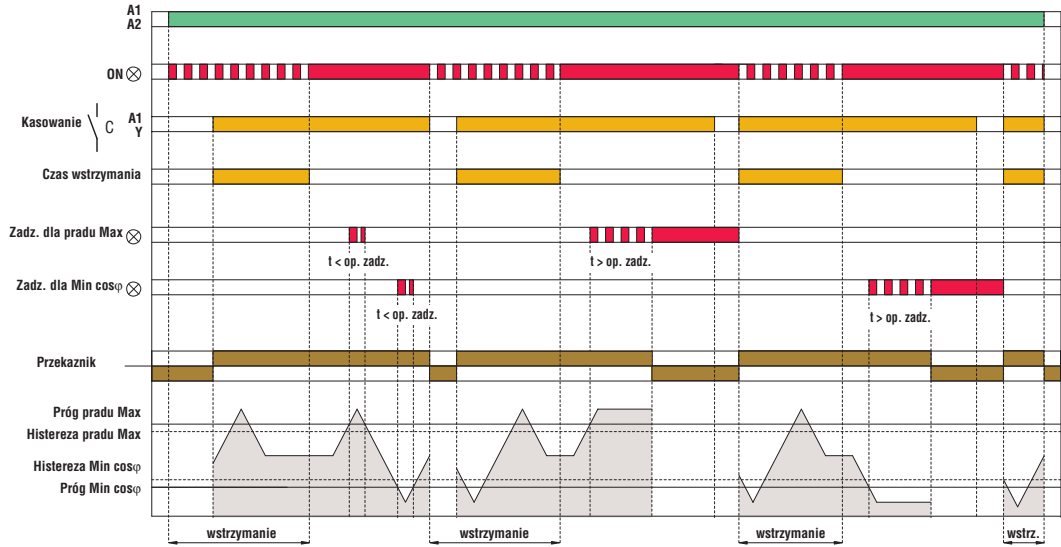 A1
A2
ON
Kasowanie C A1
Y
Czas wstrzymania
Zadz. dla pradu Max
t < op. zadz. t > op. zadz.
Zadz. dla Min cosφ
t < op. zadz. t > op. zadz.
Przekaznik
Próg pradu Max
Histereza pradu Max
Histereza Min cosφ
Próg Min cosφ
wstrzymanie wstrzymanie wstrzymanie wstrz.